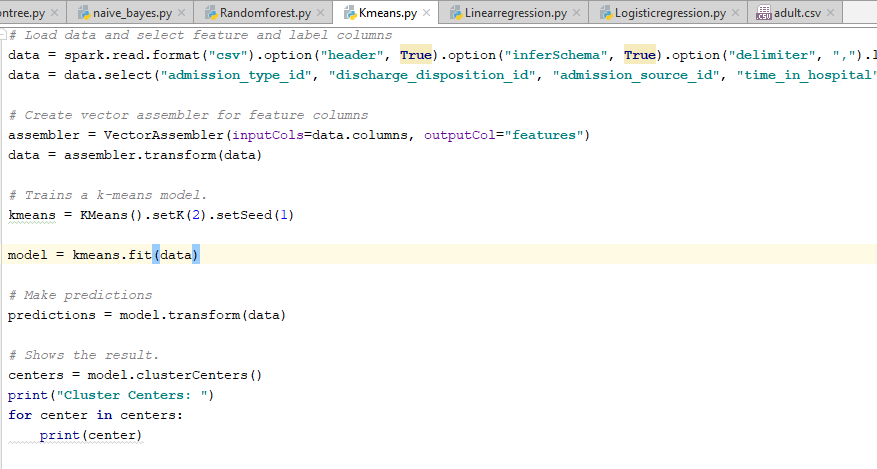 ontree.py naive_bayes.py Randomforest.py Kmeans.py Linearregression.py Logisticregression.py adult.csv
# Load data and select feature and label columns
data = spark.read.format("csv").option("header", True).option("inferSchema", True).option("delimiter", ",").l
data = data.select("admission_type_id", "discharge_disposition_id", "admission_source_id", "time_in_hospital"
# Create vector assembler for feature columns
assembler = VectorAssembler(inputCols=data.columns, outputCol="features")
data = assembler.transform(data)
# Trains a k-means model.
kmeans = KMeans().setK(2).setSeed(1)
model = kmeans.fit(data)
# Make predictions
predictions = model.transform(data)
# Shows the result.
centers = model.clusterCenters()
print("Cluster Centers: ")
for center in centers:
    print(center)